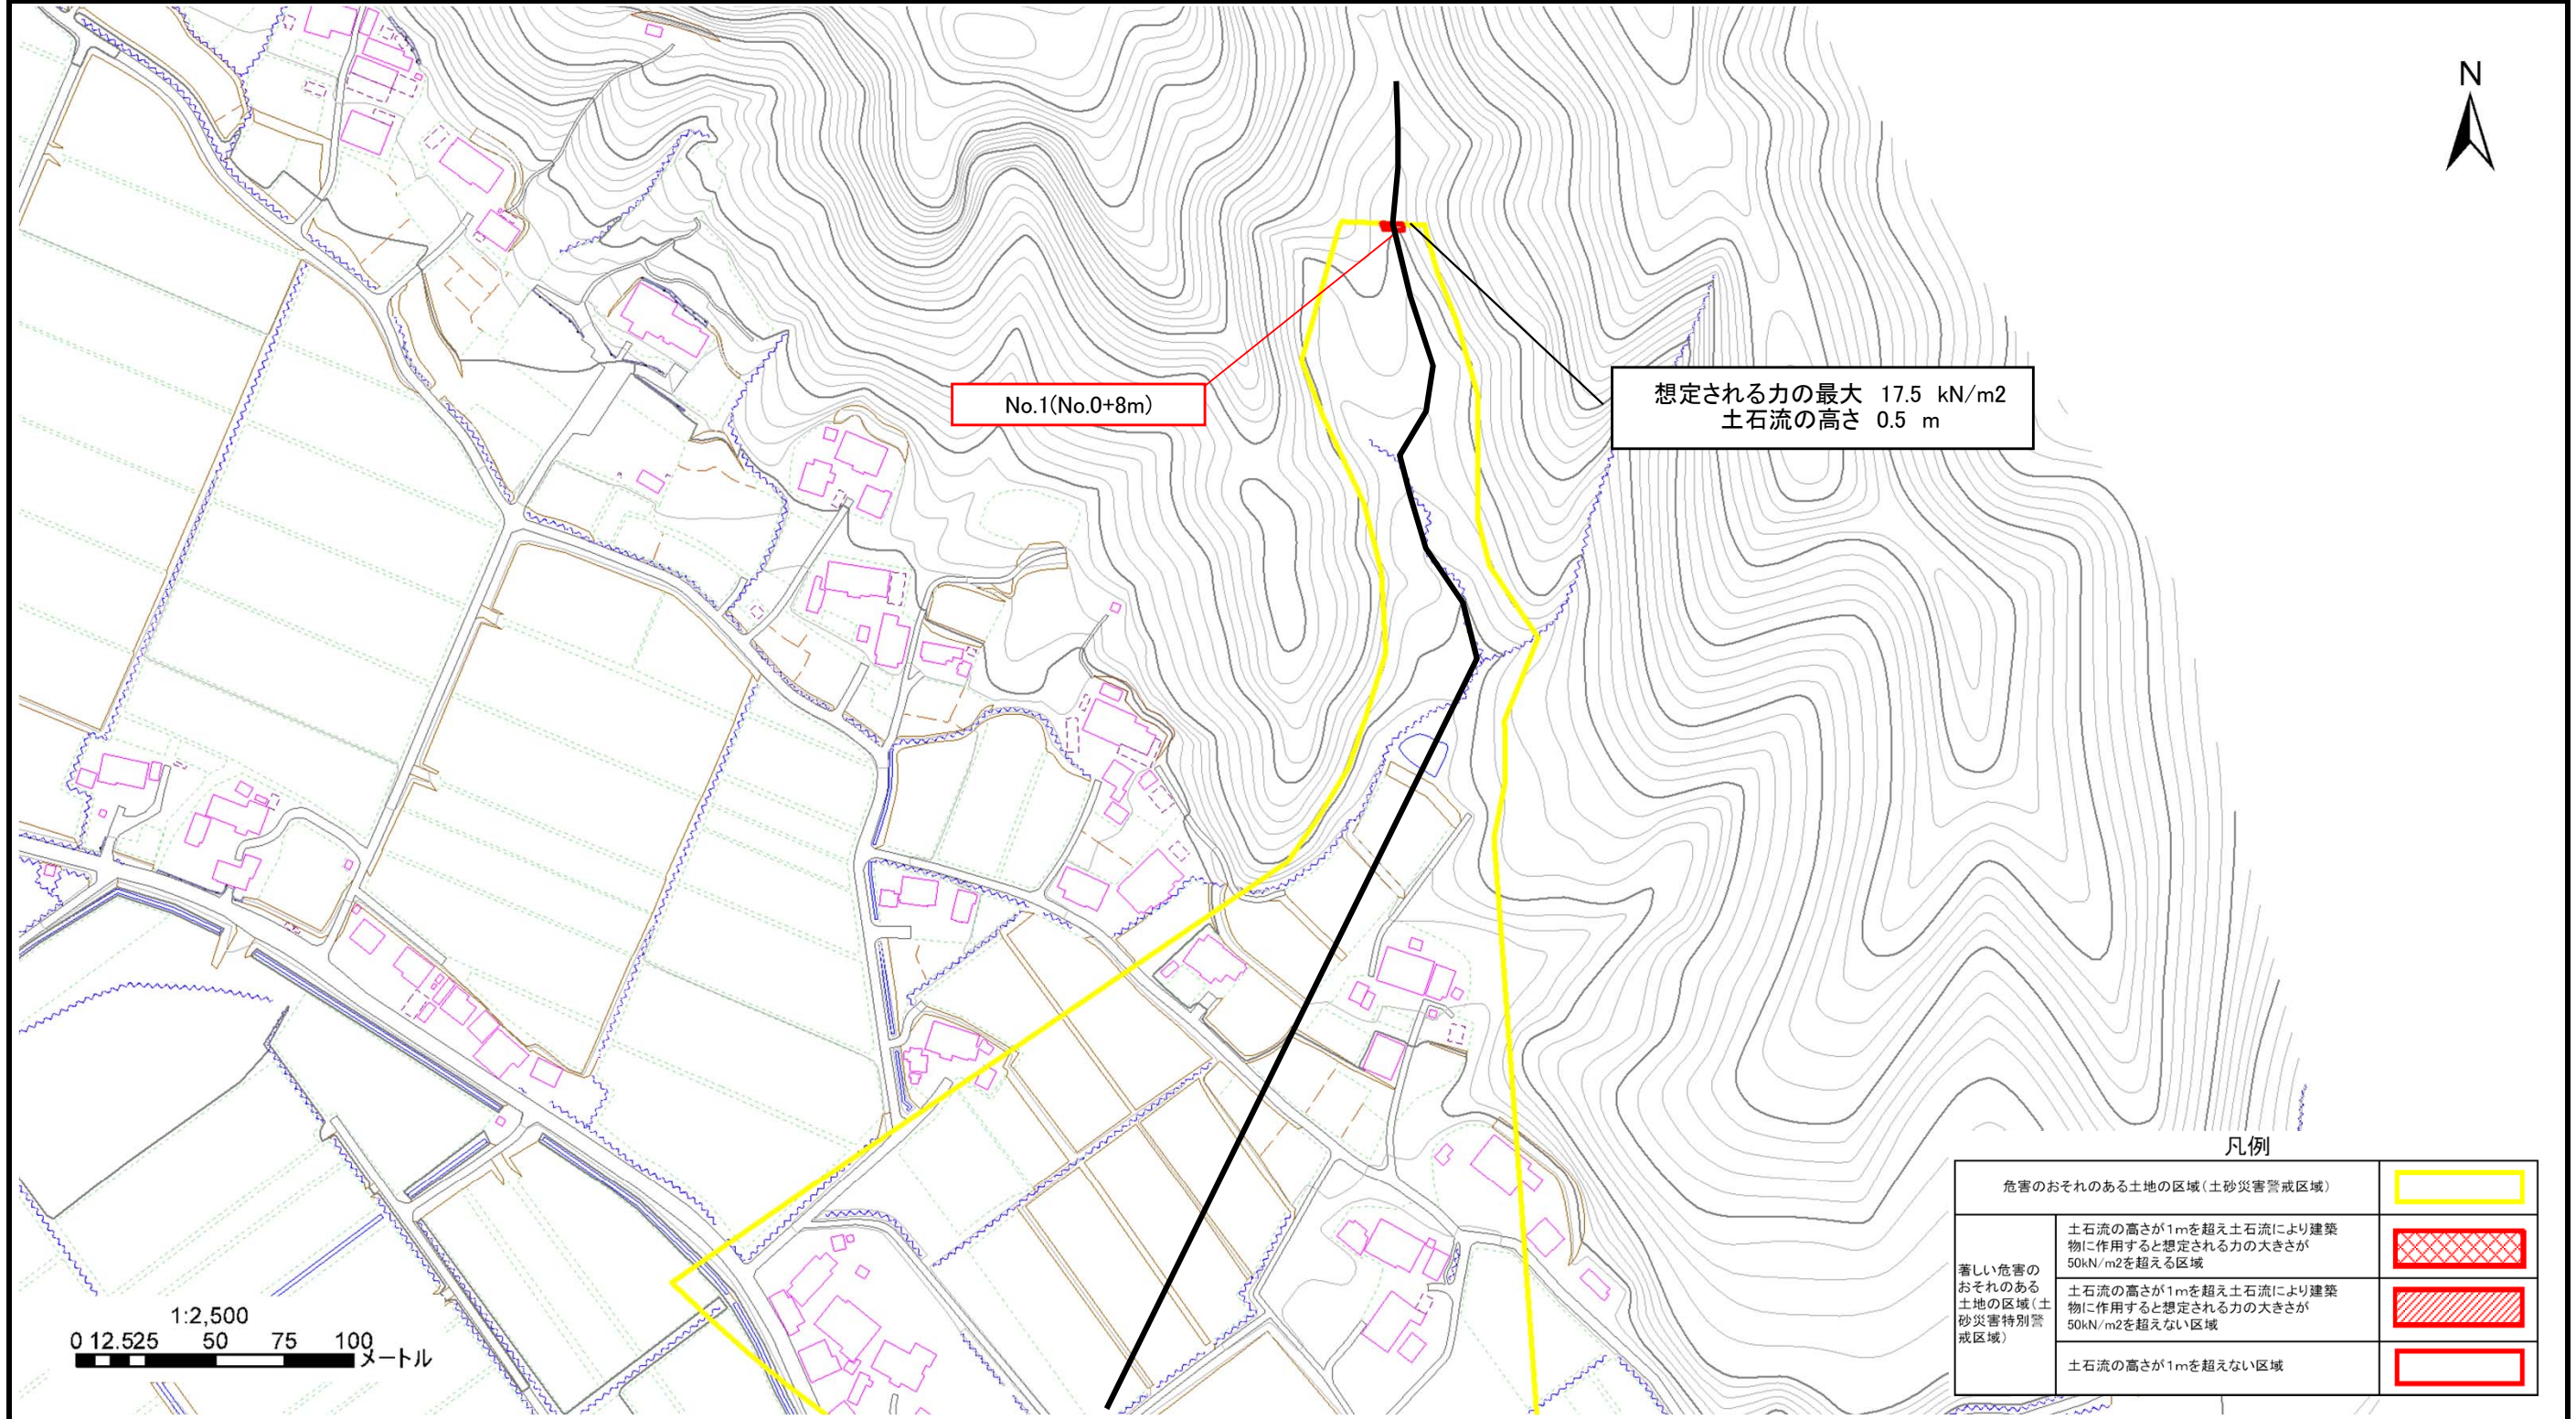 N
No.1(No.0+8m)
想定される力の最大 17.5 kN/m2
土石流の高さ 0.5 m
1:2,500
0 12.525 50 75 100
メートル
凡例
危害のおそれのある土地の区域(土砂災害警戒区域)
著しい危害の
おそれのある
土地の区域(土
砂災害特別警
戒区域)
土石流の高さが1mを超え土石流により建築
物に作用すると想定される力の大きさが
50kN/m2を超える区域
土石流の高さが1mを超え土石流により建築
物に作用すると想定される力の大きさが
50kN/m2を超えない区域
土石流の高さが1mを超えない区域